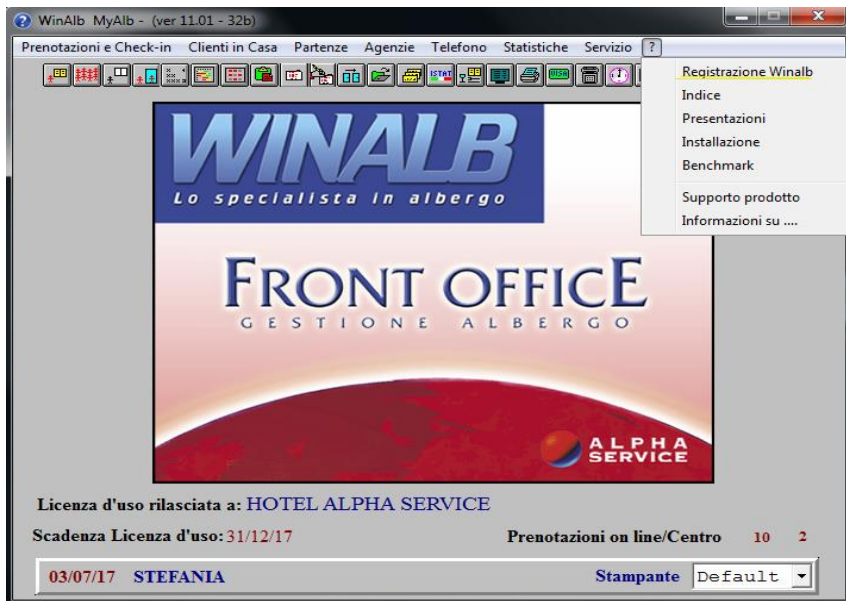 WinAlb MyAlb - (ver 11.01 - 32b)
Prenotazioni e Check-in Clienti in Casa Partenze Agenzie Telefono Statistiche Servizio ?
ISTAT
VISA
Registrazione Winalb
Indice
Presentazioni
Installazione
Benchmark
Supporto prodotto
Informazioni su ....
WINALB
Lo specialista in albergo
FRONT OFFICE
GESTIONE ALBERGO
ALPHA
SERVICE
Licenza d'uso rilasciata a: HOTEL ALPHA SERVICE
Scadenza Licenza d'uso: 31/12/17 Prenotazioni on line/Centro 10 2
03/07/17 STEFANIA Stampante Default